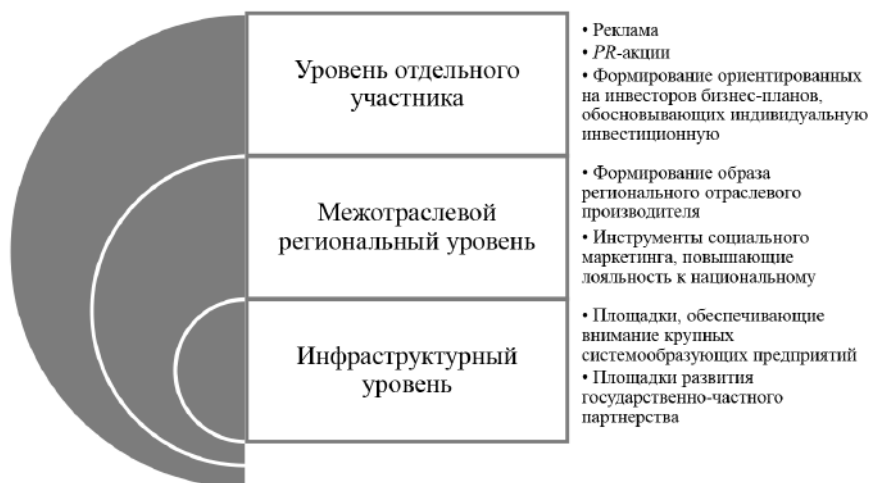 Уровень отдельного
участника
• Реклама
• PR-акции
• Формирование ориентированных
на инвесторов бизнес-планов,
обосновывающих индивидуальную
инвестиционную
Межотраслевой
региональный уровень
• Формирование образа
регионального отраслевого
производителя
• Инструменты социального
маркетинга, повышающие
лояльность к национальному
Инфраструктурный
уровень
• Площадки, обеспечивающие
внимание крупных
системообразующих предприятий
• Площадки развития
государственно-частного
партнерства